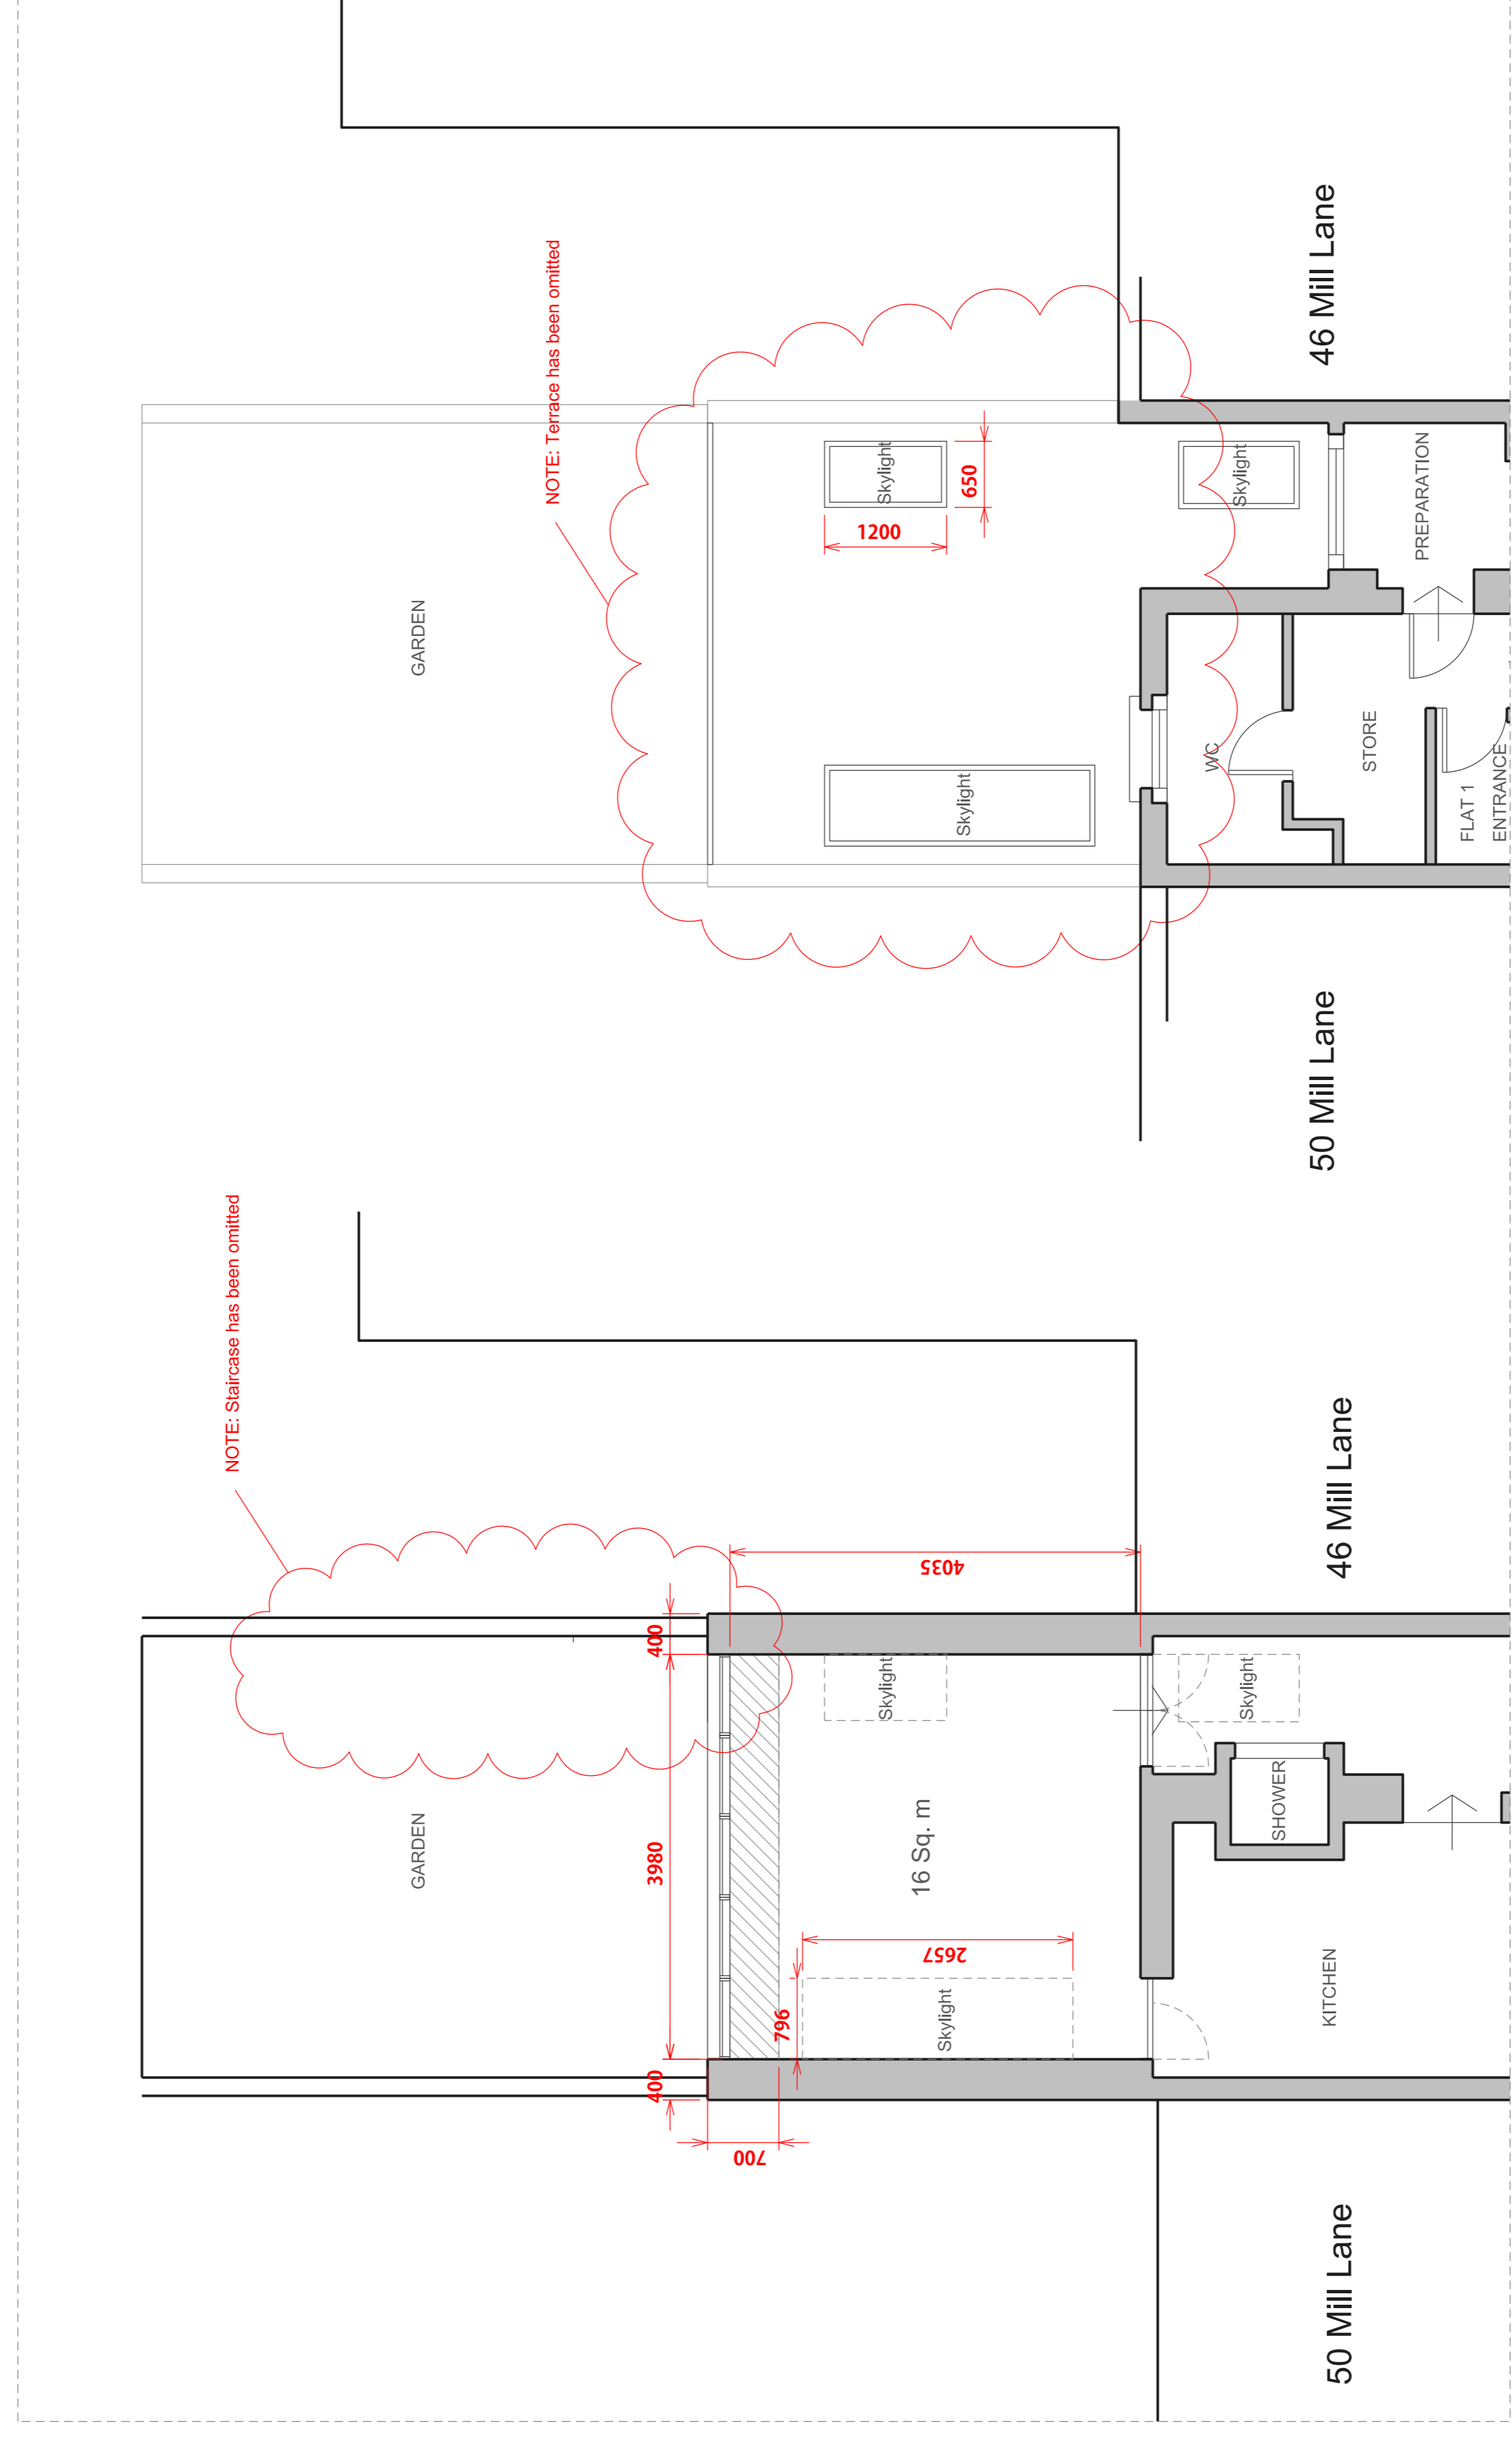 NOTE: Staircase has been omitted
GARDEN
400
3980
400
700
4035
Skylight
16 Sq. m
2657
796
Skylight
Skylight
SHOWER
KITCHEN
50 Mill Lane
46 Mill Lane
NOTE: Terrace has been omitted
GARDEN
Skylight
650
1200
Skylight
Skylight
WC
STORE
PREPARATION
FLAT 1
ENTRANCE
50 Mill Lane
46 Mill Lane